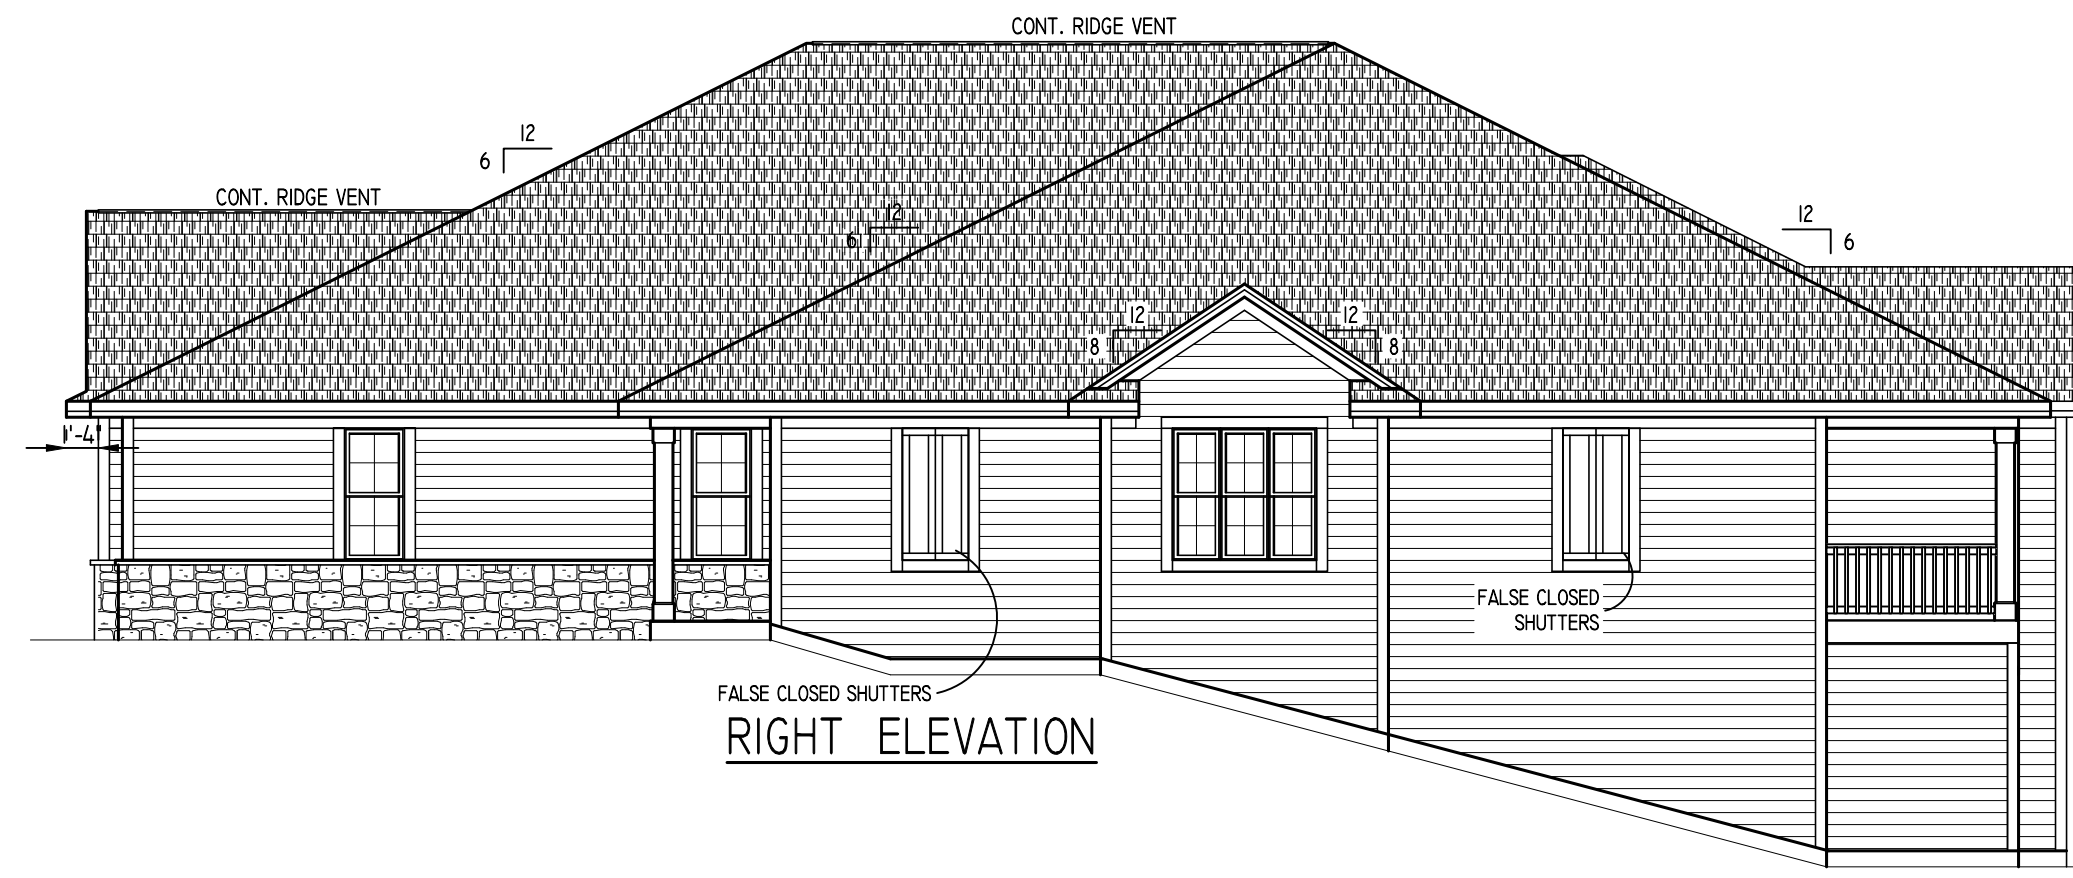 CONT. RIDGE VENT
12
6
CONT. RIDGE VENT
12
6
12
6
12
8
12
8
1'-4"
FALSE CLOSED
SHUTTERS
FALSE CLOSED SHUTTERS
RIGHT ELEVATION